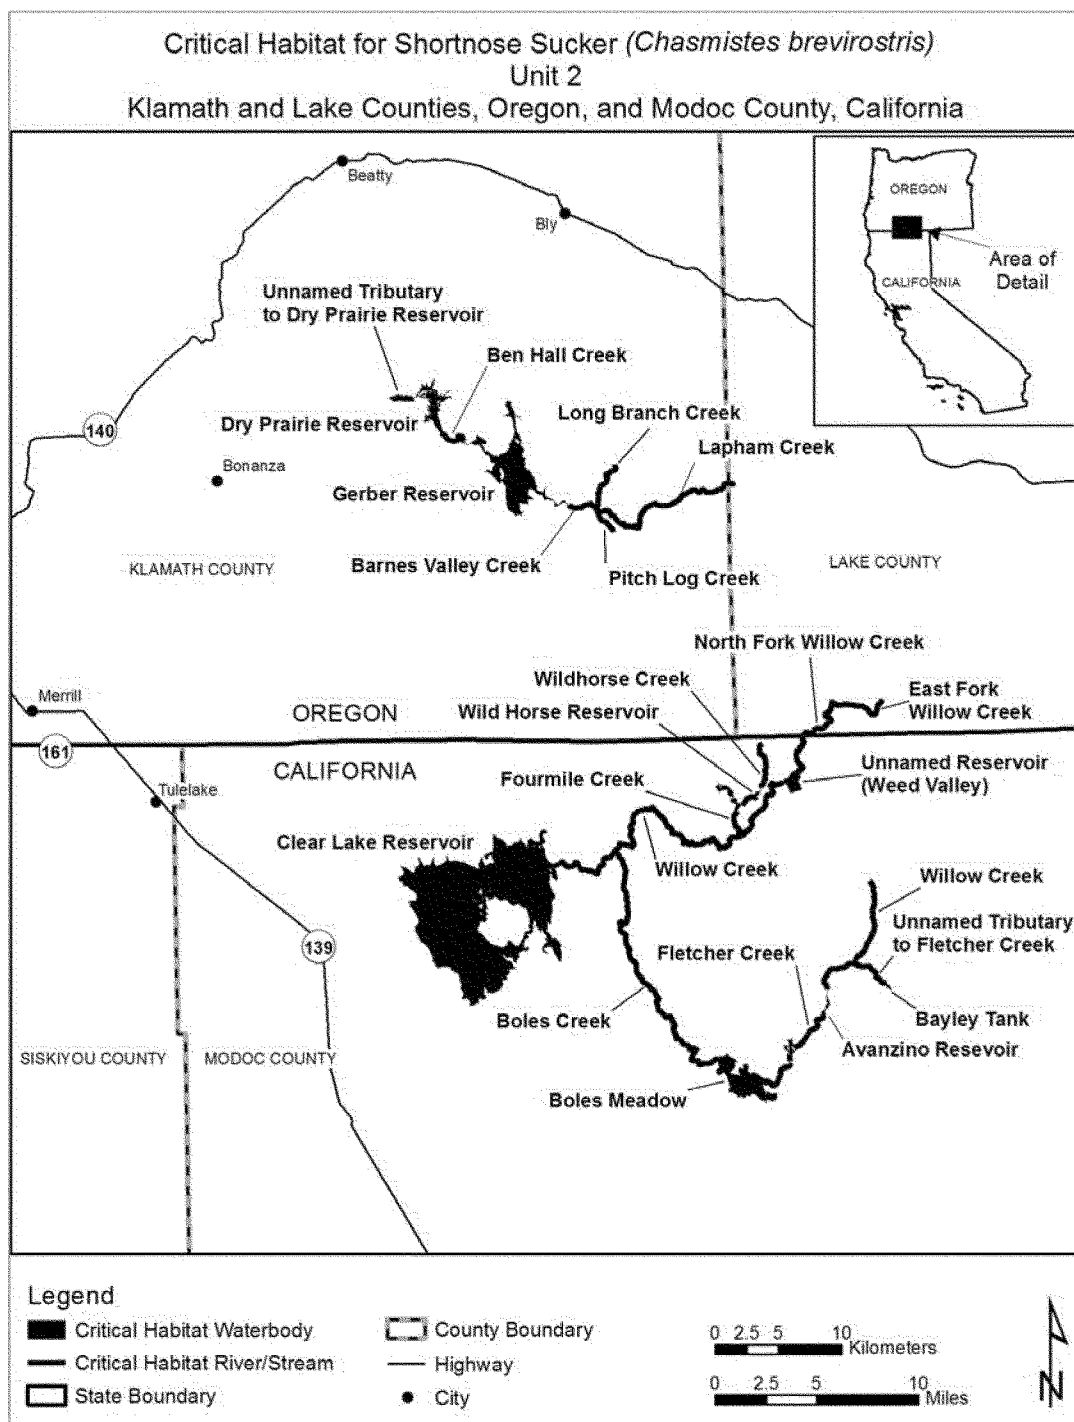 Critical Habitat for Shortnose Sucker (Chasmistes brevirostris)
Unit 2
Klamath and Lake Counties, Oregon, and Modoc County, California
Beatty
Bly
OREGON
Area of
Detail
CALIFORNIA
Unnamed Tributary
to Dry Prairie Reservoir
Ben Hall Creek
Long Branch Creek
Dry Prairie Reservoir
140
Lapham Creek
Bonanza
Gerber Reservoir
Barnes Valley Creek
Pitch Log Creek
KLAMATH COUNTY
LAKE COUNTY
North Fork Willow Creek
Wildhorse Creek
East Fork
Willow Creek
Merrill
Wild Horse Reservoir
OREGON
161
CALIFORNIA
Unnamed Reservoir
(Weed Valley)
Fourmile Creek
Tulelake
Clear Lake Reservoir
Willow Creek
Willow Creek
Unnamed Tributary
to Fletcher Creek
139
Fletcher Creek
Boles Creek
Bayley Tank
Avanzino Resevoir
SISKIYOU COUNTY
MODOC COUNTY
Boles Meadow
Legend
Critical Habitat Waterbody
Critical Habitat River/Stream
State Boundary
County Boundary
Highway
City
0 2.5 5 10
Kilometers
0 2.5 5 10
Miles
N